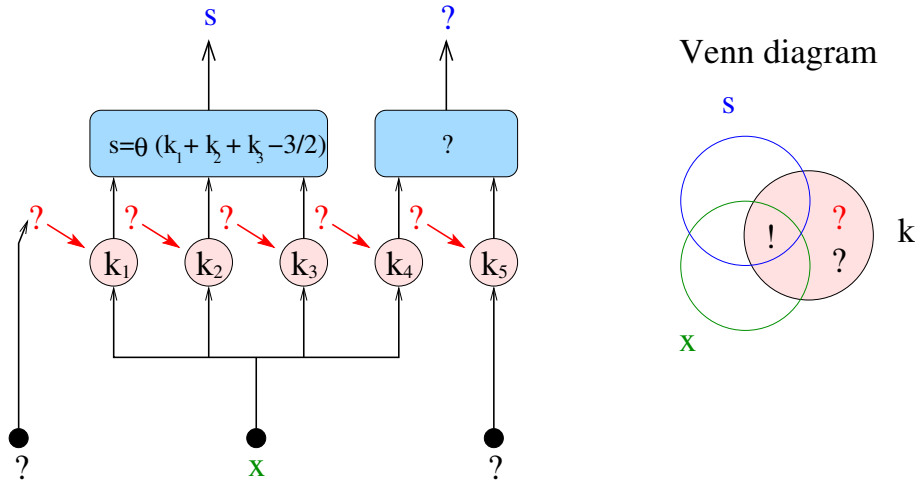 s ?
Venn diagram
s
s=θ (k₁+ k₂ + k₃ −3/2)
?
? ? ? ? ?
?
k
!
?
k₁ k₂ k₃ k₄ k₅
x
? x ?